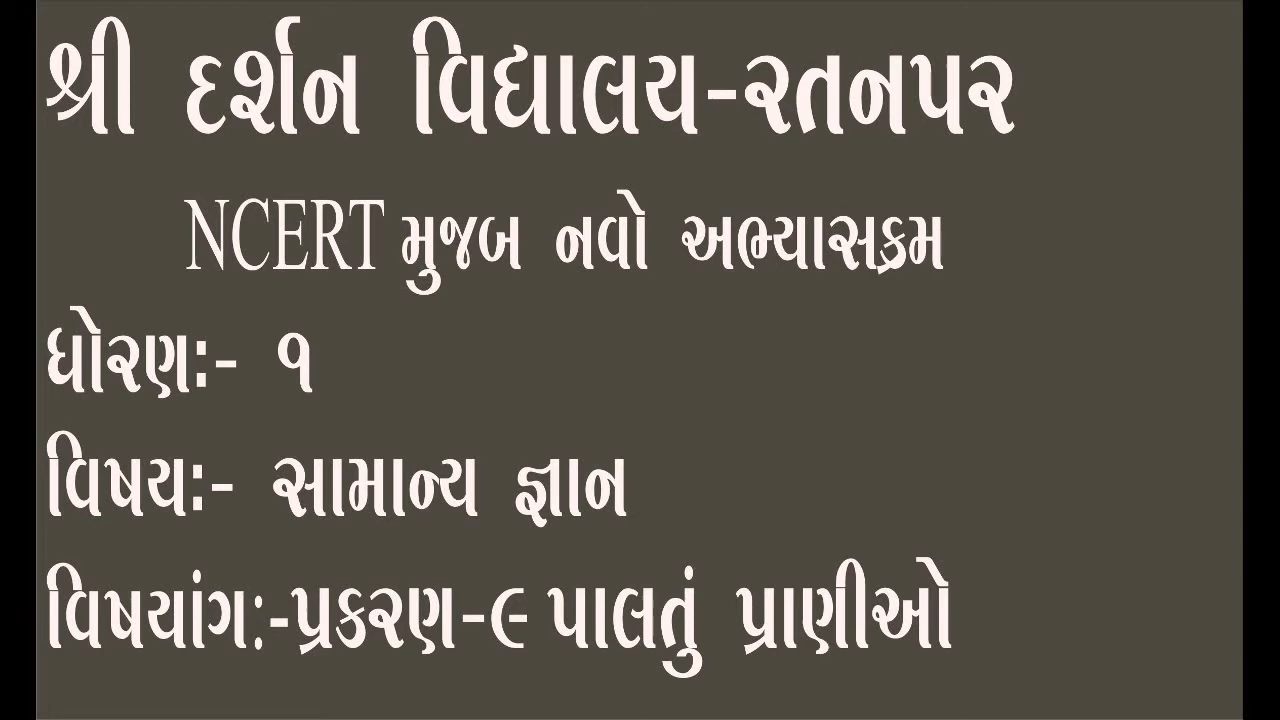 શ્રી દર્શન વિદ્યાલય-રતનપર
NCERT મુજબ નવો અભ્યાસક્રમ
ધોરણઃ- ૧
વિષયઃ- સામાન્ય જ્ઞાન
વિષયાંગ:-પ્રકરણ-૯ પાલતું પ્રાણીઓ